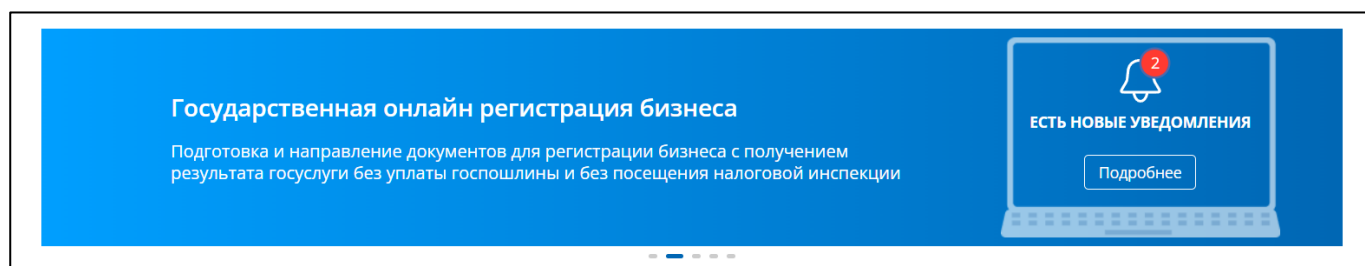 Государственная онлайн регистрация бизнеса
Подготовка и направление документов для регистрации бизнеса с получением
результата госуслуги без уплаты госпошлины и без посещения налоговой инспекции
2
ЕСТЬ НОВЫЕ УВЕДОМЛЕНИЯ
Подробнее